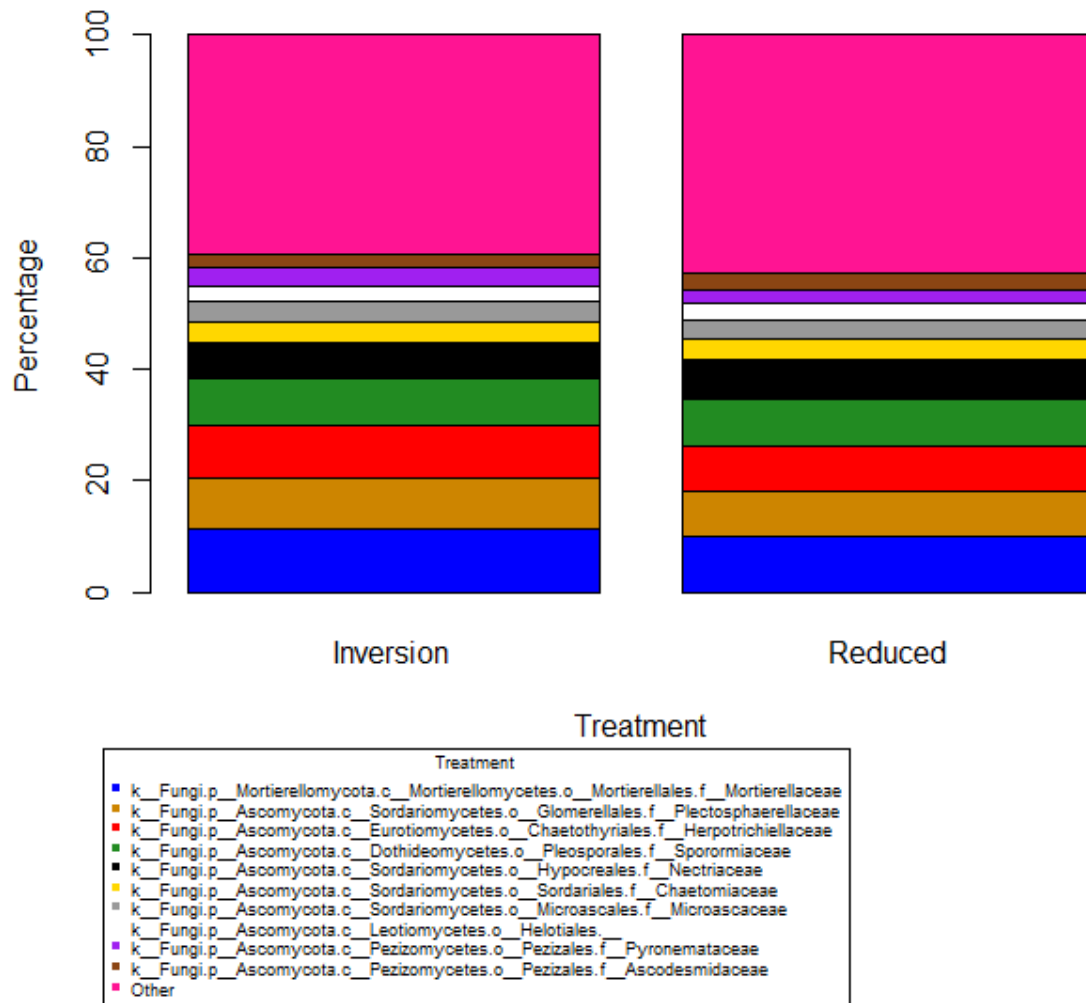 100
80
60
40
20
0
Percentage
Inversion Reduced
Treatment
Treatment
k__Fungi.p__Mortierellomycota.c__Mortierellomycetes.o__Mortierellales.f__Mortierellaceae
k__Fungi.p__Ascomycota.c__Sordariomycetes.o__Glomerellales.f__Plectosphaerellaceae
k__Fungi.p__Ascomycota.c__Eurotiomycetes.o__Chaetothyriales.f__Herpotrichiellaceae
k__Fungi.p__Ascomycota.c__Dothideomycetes.o__Pleosporales.f__Sporormiaceae
k__Fungi.p__Ascomycota.c__Sordariomycetes.o__Hypocreales.f__Nectriaceae
k__Fungi.p__Ascomycota.c__Sordariomycetes.o__Sordariales.f__Chaetomiaceae
k__Fungi.p__Ascomycota.c__Sordariomycetes.o__Microascales.f__Microascaceae
k__Fungi.p__Ascomycota.c__Leotiomycetes.o__Helotiales.__
k__Fungi.p__Ascomycota.c__Pezizomycetes.o__Pezizales.f__Pyronemataceae
k__Fungi.p__Ascomycota.c__Pezizomycetes.o__Pezizales.f__Ascodesmidaceae
Other